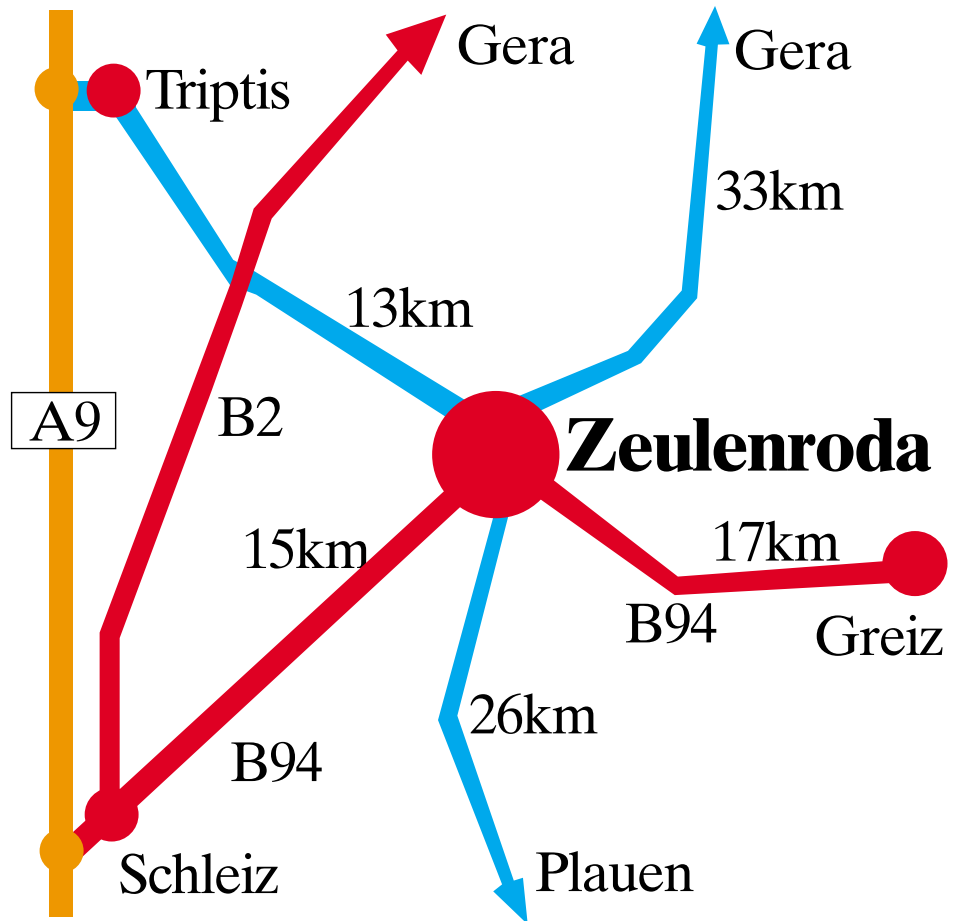 Gera
Gera
Triptis
33km
13km
A9
B2
Zeulenroda
15km
17km
B94
Greiz
26km
B94
Schleiz
Plauen